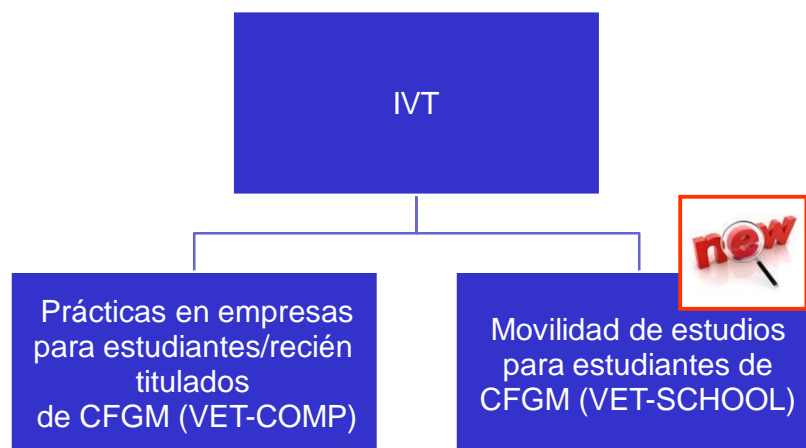 IVT
new
Prácticas en empresas
para estudiantes/recién
titulados
de CFGM (VET-COMP)
Movilidad de estudios
para estudiantes de
CFGM (VET-SCHOOL)